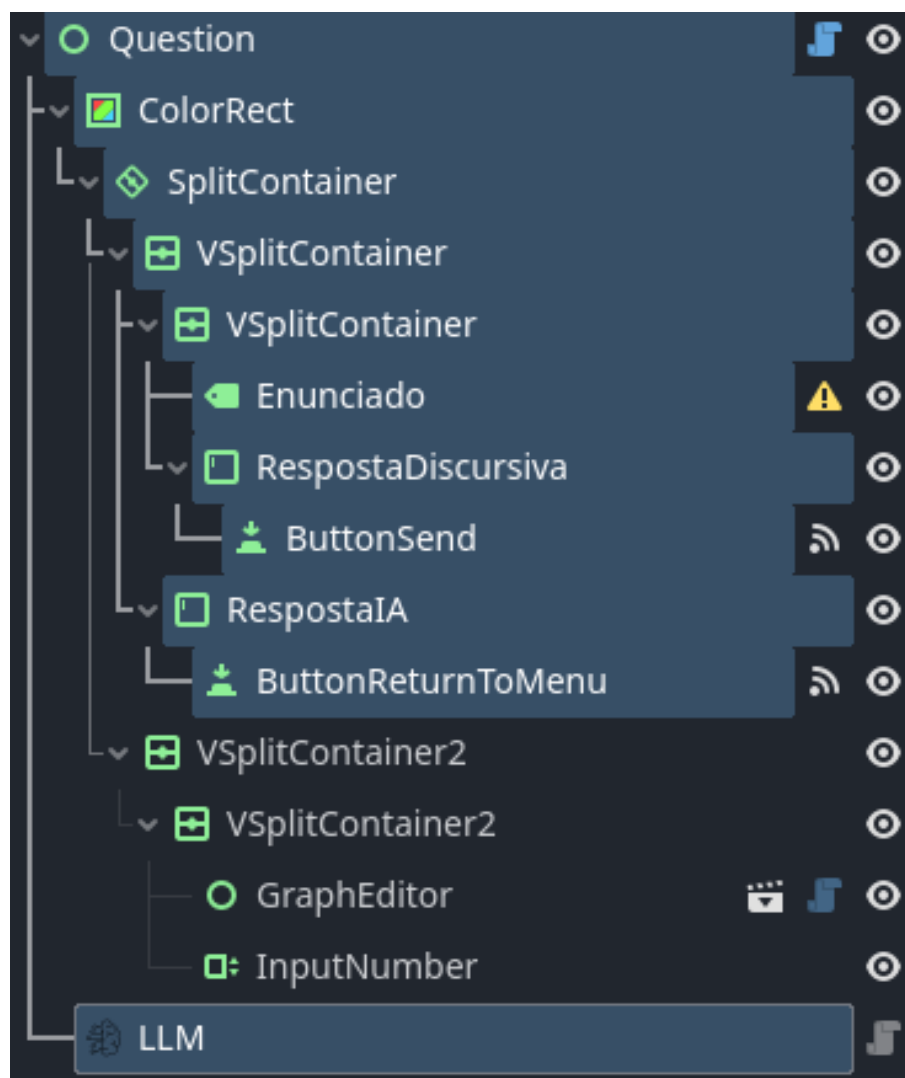 Question
ColorRect
SplitContainer
VSplitContainer
VSplitContainer
Enunciado
RespostaDiscursiva
ButtonSend
RespostaIA
ButtonReturnToMenu
VSplitContainer2
VSplitContainer2
GraphEditor
InputNumber
LLM